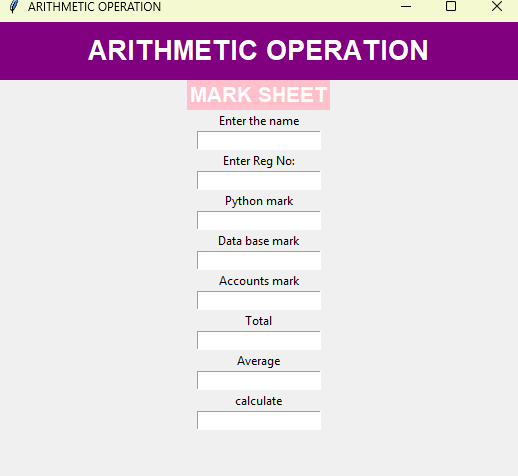 ARITHMETIC OPERATION
ARITHMETIC OPERATION
MARK SHEET
Enter the name
Enter Reg No:
Python mark
Data base mark
Accounts mark
Total
Average
calculate